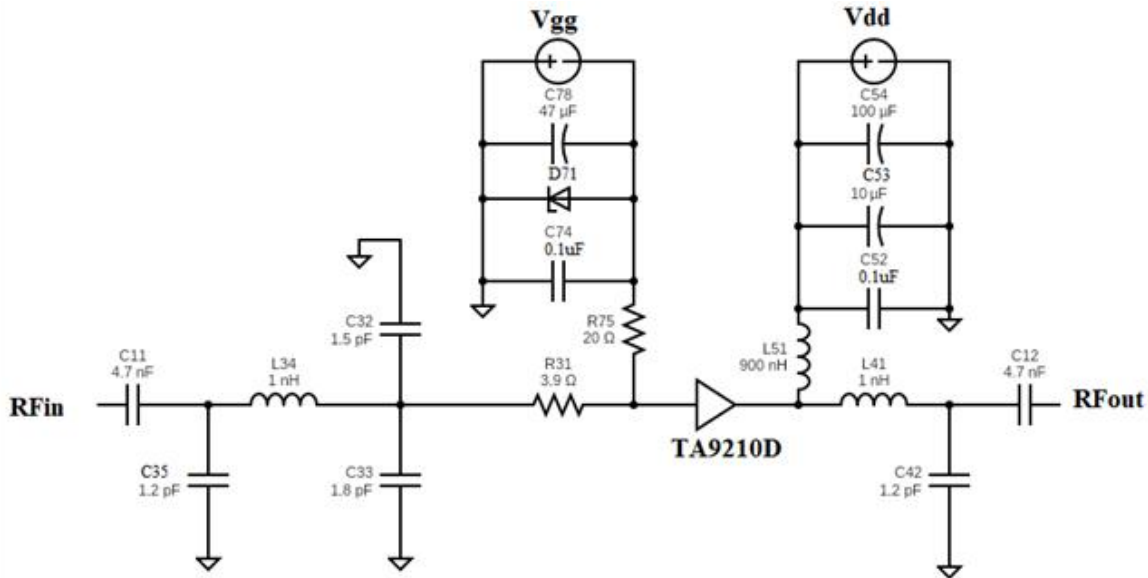 Vgg
Vdd
C78
47 µF
C54
100 µF
D71
C53
10 µF
C74
0.1uF
C52
0.1uF
C32
1.5 pF
R75
20 Ω
L51
900 nH
C11
4.7 nF
L34
1 nH
R31
3.9 Ω
L41
1 nH
C12
4.7 nF
RFin
RFout
TA9210D
C35
1.2 pF
C33
1.8 pF
C42
1.2 pF